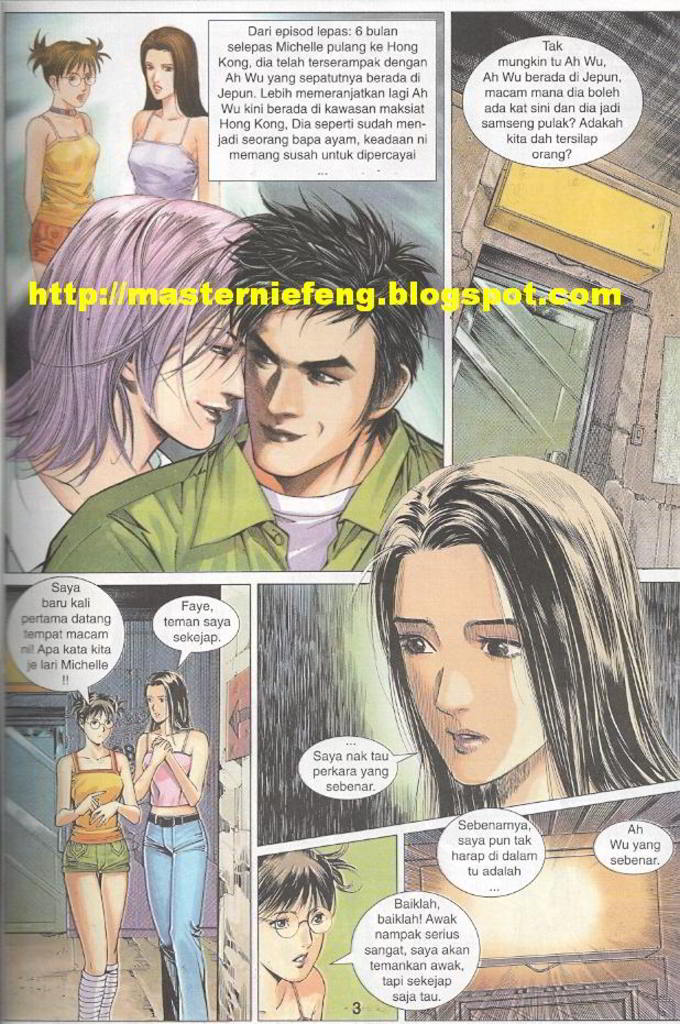 Dari episod lepas: 6 bulan
selepas Michelle pulang ke Hong
Kong, dia telah terserampak dengan
Ah Wu yang sepatutnya berada di
Jepun. Lebih memeranjatkan lagi Ah
Wu kini berada di kawasan maksiat
Hong Kong, Dia seperti sudah men-
jadi seorang bapa ayam, keadaan ni
memang susah untuk dipercayai
...
Tak
mungkin tu Ah Wu,
Ah Wu berada di Jepun,
macam mana dia boleh
ada kat sini dan dia jadi
samseng pulak? Adakah
kita dah tersilap
orang?
http://masterniefeng.blogspot.com
Saya
baru kali
pertama datang
tempat macam
ni! Apa kata kita
je lari Michelle
!!
Faye,
teman saya
sekejap.
...
Saya nak tau
perkara yang
sebenar.
Sebenarnya,
saya pun tak
harap di dalam
tu adalah
...
Ah
Wu yang
sebenar.
Baiklah,
baiklah! Awak
nampak serius
sangat, saya akan
temankan awak,
tapi sekejap
saja tau.
3